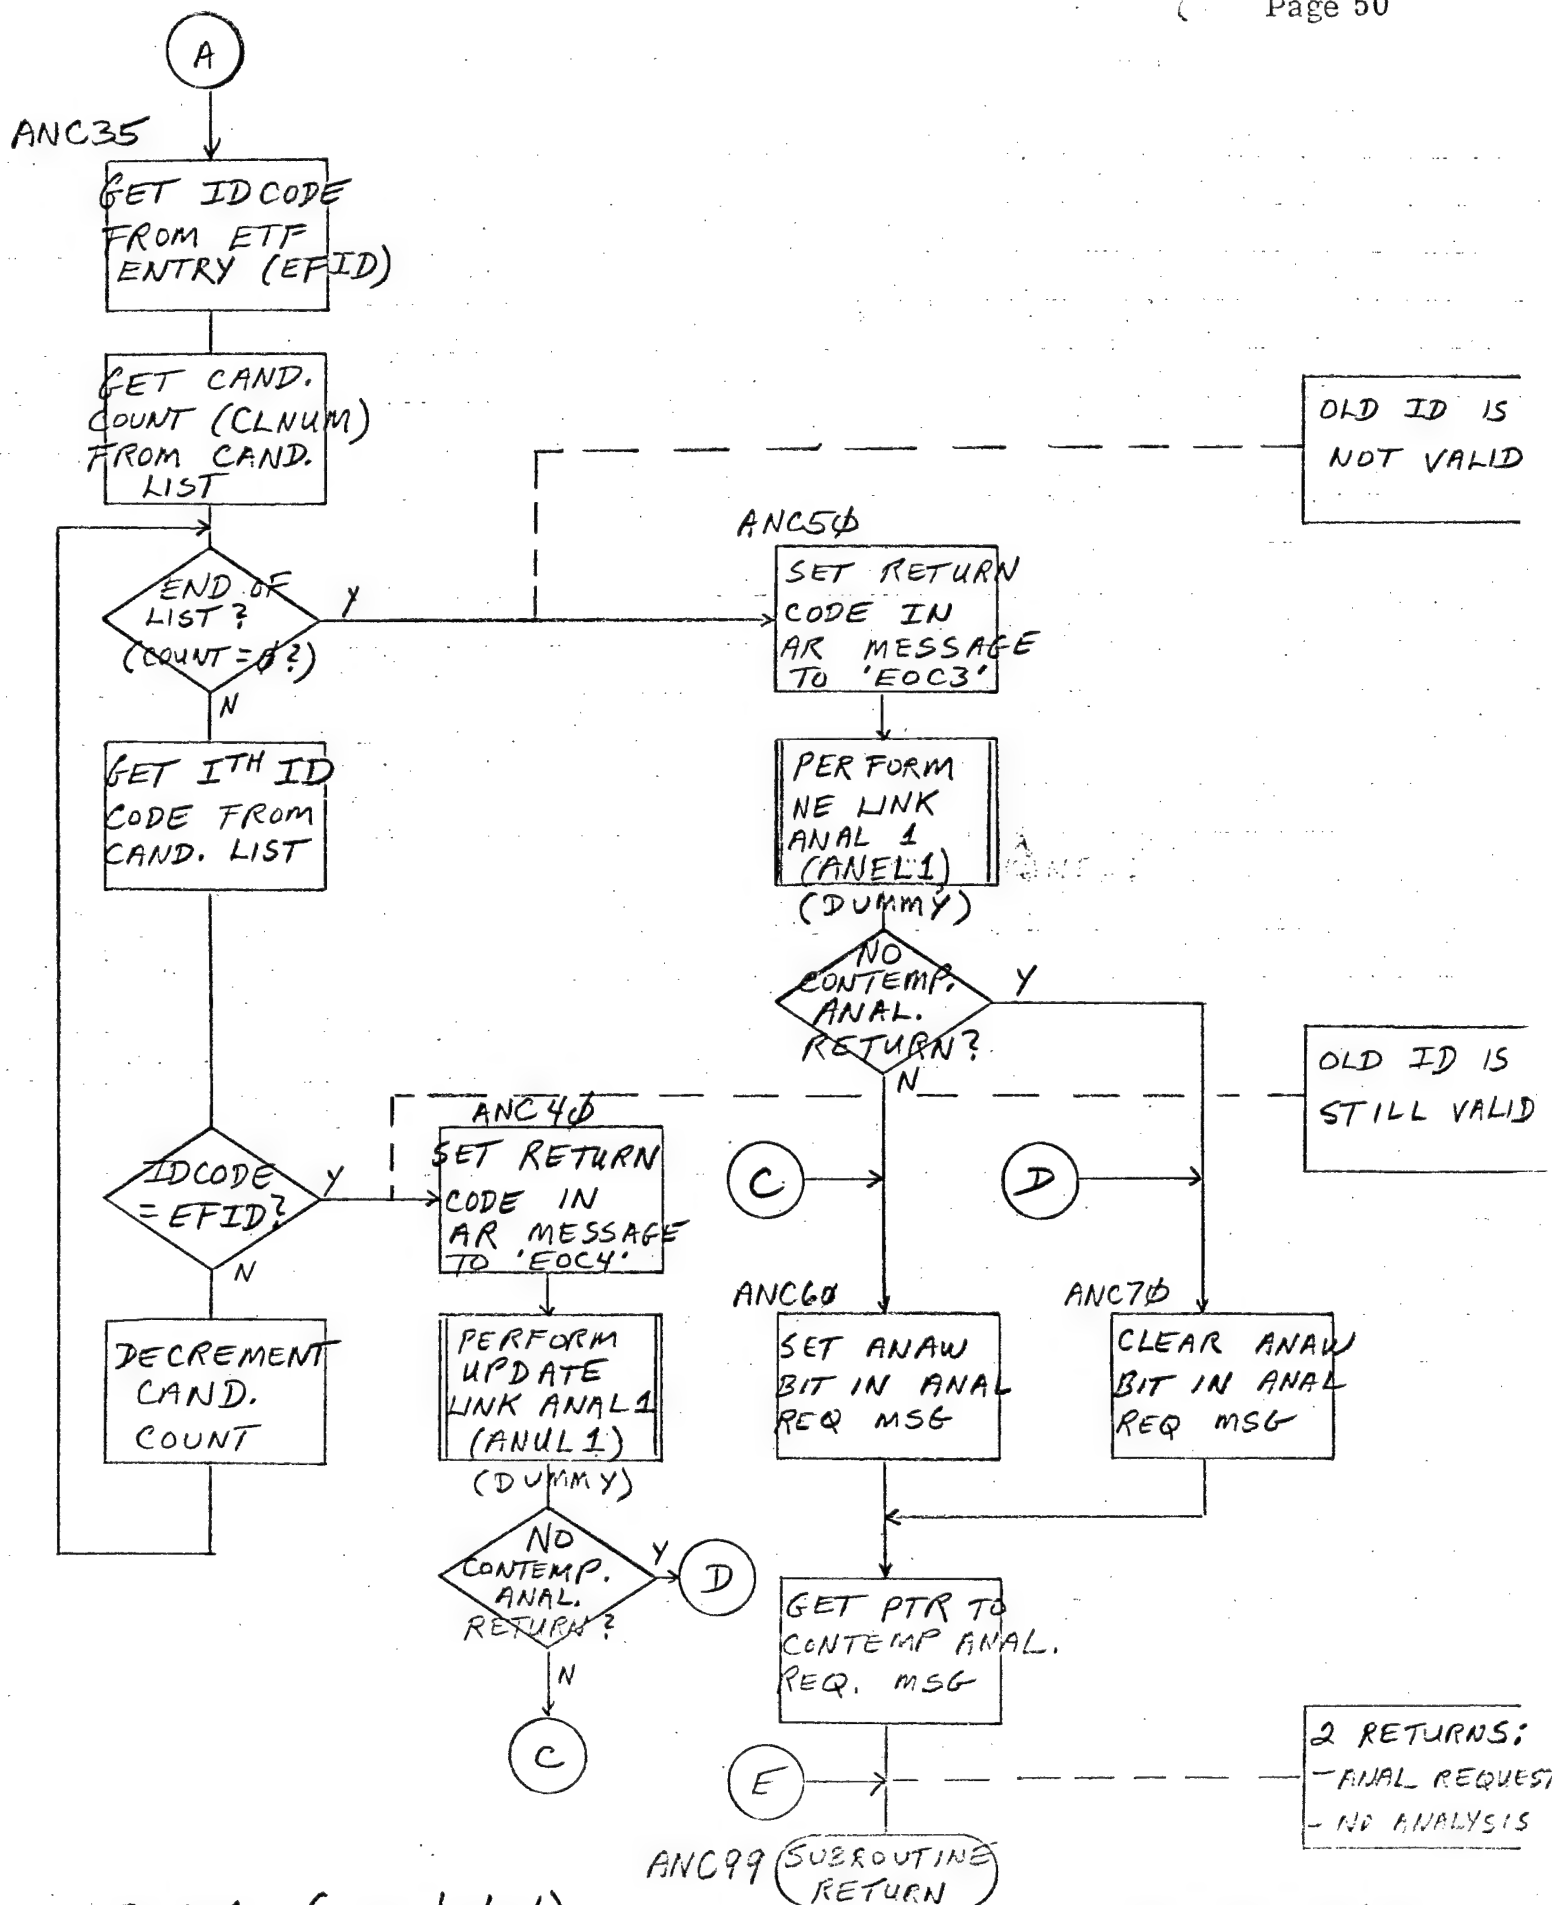 Page 50
A
ANC35
GET IDCODE
FROM ETF
ENTRY (EFID)
GET CAND.
COUNT (CLNUM)
FROM CAND.
LIST
OLD ID IS
NOT VALID
END OF
LIST?
(COUNT=φ?)
Y
N
ANC5φ
SET RETURN
CODE IN
AR MESSAGE
TO 'EOC3'
GET ITH ID
CODE FROM
CAND. LIST
PERFORM
NE LINK
ANAL 1
(ANEL1)
(DUMMY)
NO
CONTEMP.
ANAL.
RETURN?
Y
N
OLD ID IS
STILL VALID
IDCODE
= EFID?
Y
N
ANC4φ
SET RETURN
CODE IN
AR MESSAGE
TO 'EOC4'
C
D
DECREMENT
CAND.
COUNT
PERFORM
UPDATE
LINK ANAL1
(ANUL1)
(DUMMY)
ANC6φ
SET ANAW
BIT IN ANAL
REQ MSG
ANC7φ
CLEAR ANAW
BIT IN ANAL
REQ MSG
NO
CONTEMP.
ANAL.
RETURN?
Y
D
N
C
GET PTR TO
CONTEMP ANAL.
REQ. MSG
E
2 RETURNS:
- ANAL REQUEST
- NO ANALYSIS
ANC99
SUBROUTINE
RETURN